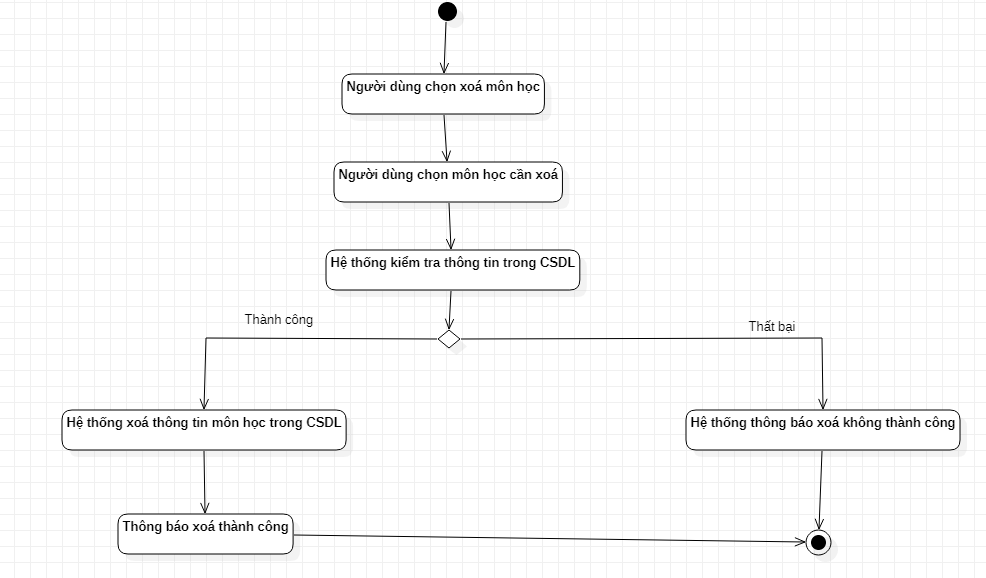 Người dùng chọn xoá môn học
Người dùng chọn môn học cần xoá
Hệ thống kiểm tra thông tin trong CSDL
Thành công
Thất bại
Hệ thống xoá thông tin môn học trong CSDL
Hệ thống thông báo xoá không thành công
Thông báo xoá thành công